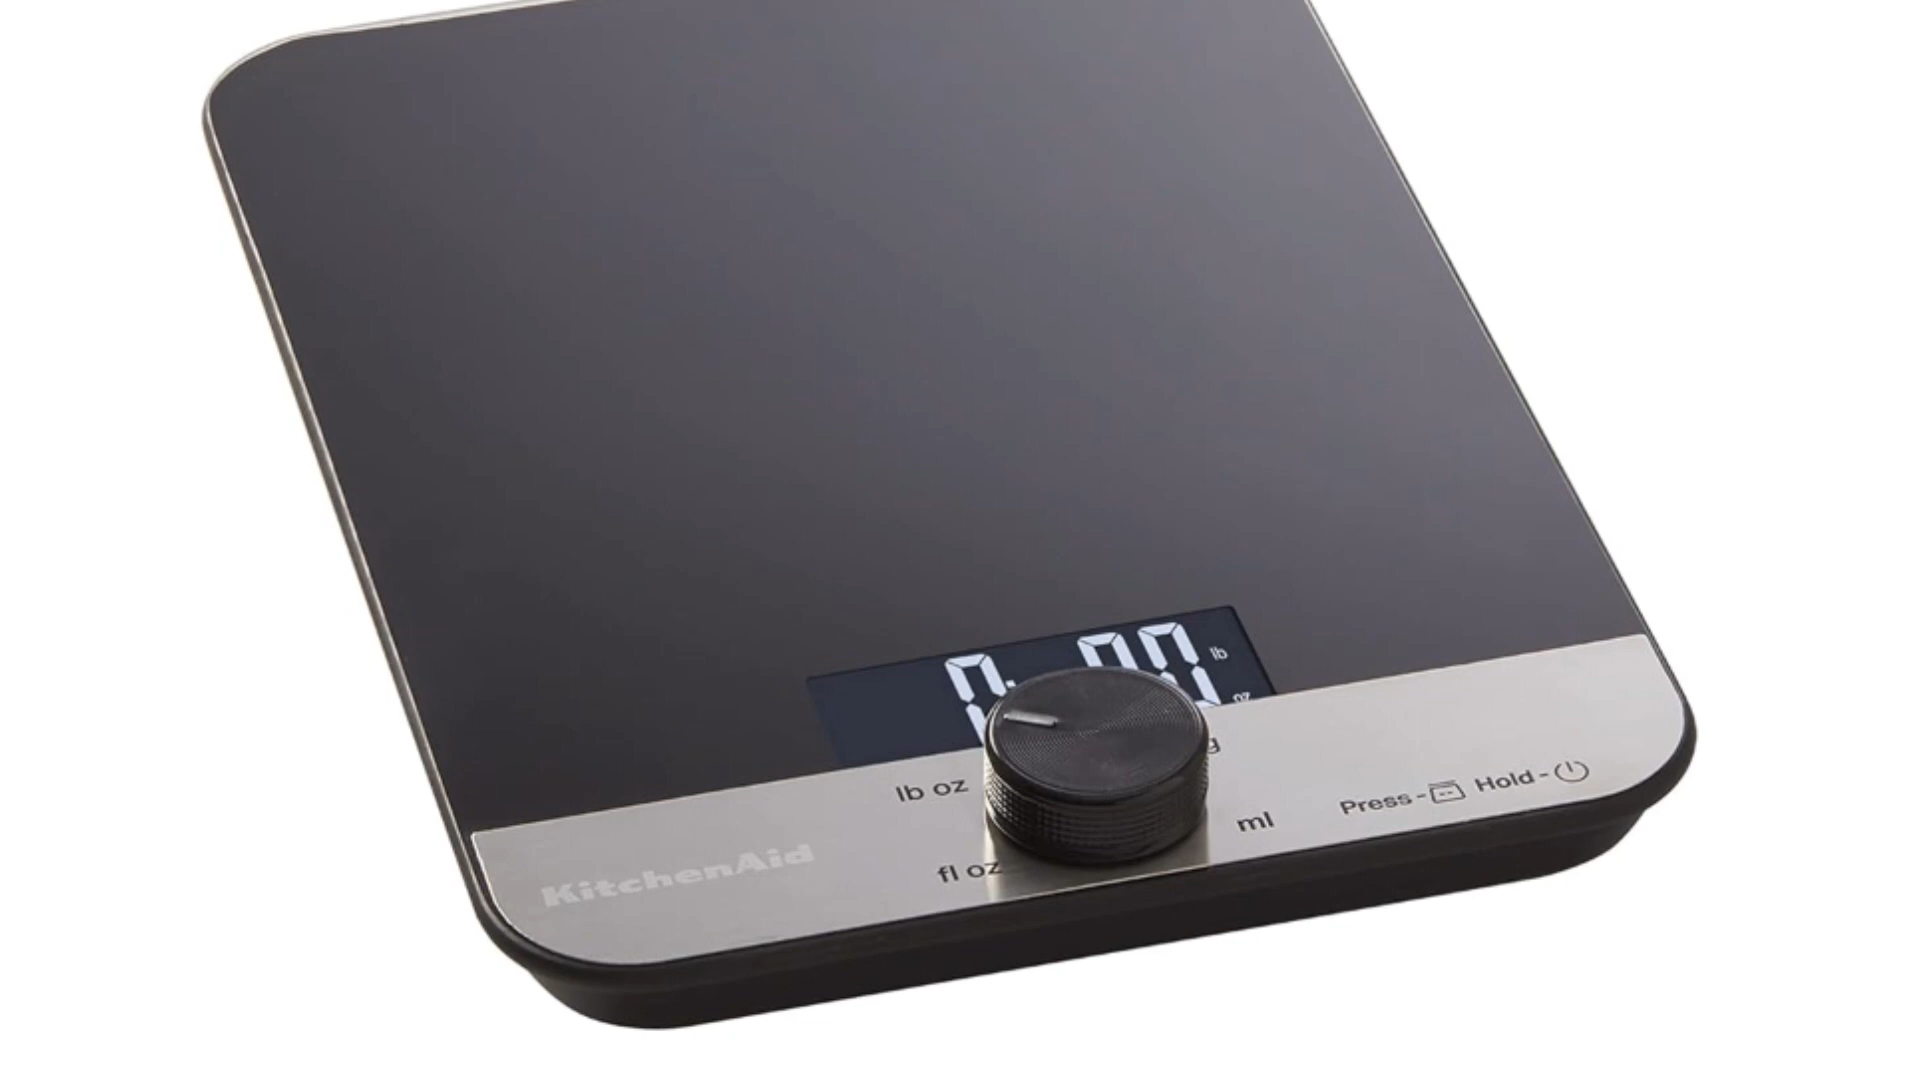 lb
oz
g
lb oz
ml
Press- Hold-
fl oz
KitchenAid